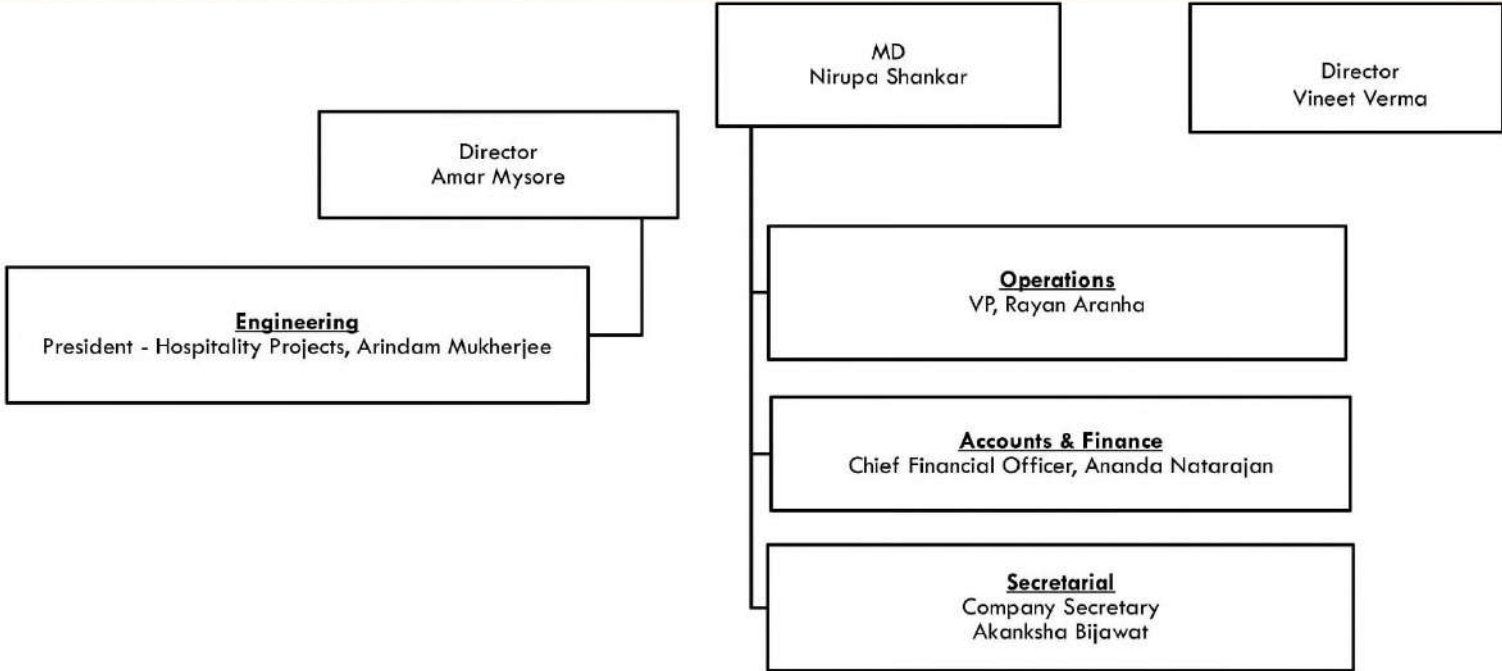 MD
Nirupa Shankar
Director
Vineet Verma
Director
Amar Mysore
Engineering
President - Hospitality Projects, Arindam Mukherjee
Operations
VP, Rayan Aranha
Accounts & Finance
Chief Financial Officer, Ananda Natarajan
Secretarial
Company Secretary
Akanksha Bijawat